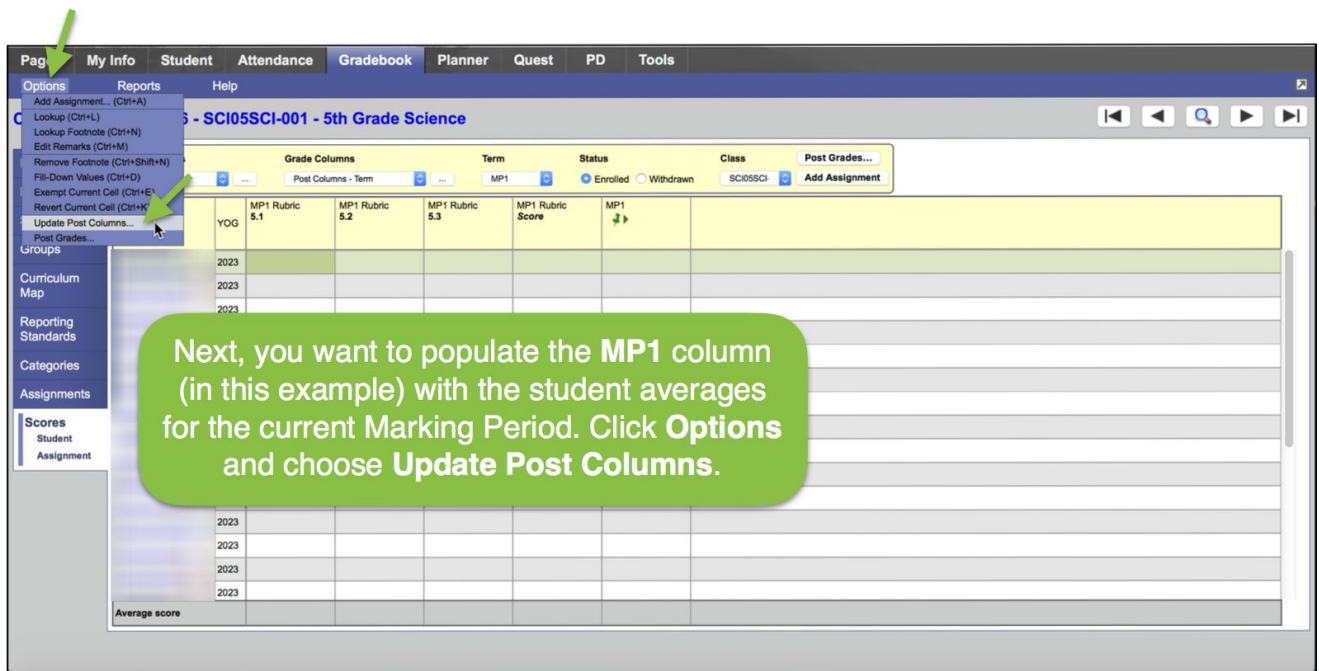 Pag My Info Student Attendance Gradebook Planner Quest PD Tools
Options Reports Help
Add Assignment... (Ctrl+A)
Lookup (Ctrl+L)
Lookup Footnote (Ctrl+N)
Edit Remarks (Ctrl+M)
Remove Footnote (Ctrl+Shift+N)
Fill-Down Values (Ctrl+D)
Exempt Current Cell (Ctrl+E)
Revert Current Cell (Ctrl+K)
Update Post Columns...
Post Grades...
- SCI05SCI-001 - 5th Grade Science
Grade Columns Term Status Class Post Grades...
... Post Columns - Term ... MP1 Enrolled Withdrawn SCI05SCI- Add Assignment
YOG
MP1 Rubric 5.1
MP1 Rubric 5.2
MP1 Rubric 5.3
MP1 Rubric Score
MP1
Groups
Curriculum
Map
Reporting
Standards
Categories
Assignments
Scores
Student
Assignment
2023
2023
2023
Next, you want to populate the MP1 column
(in this example) with the student averages
for the current Marking Period. Click Options
and choose Update Post Columns.
2023
2023
2023
2023
Average score